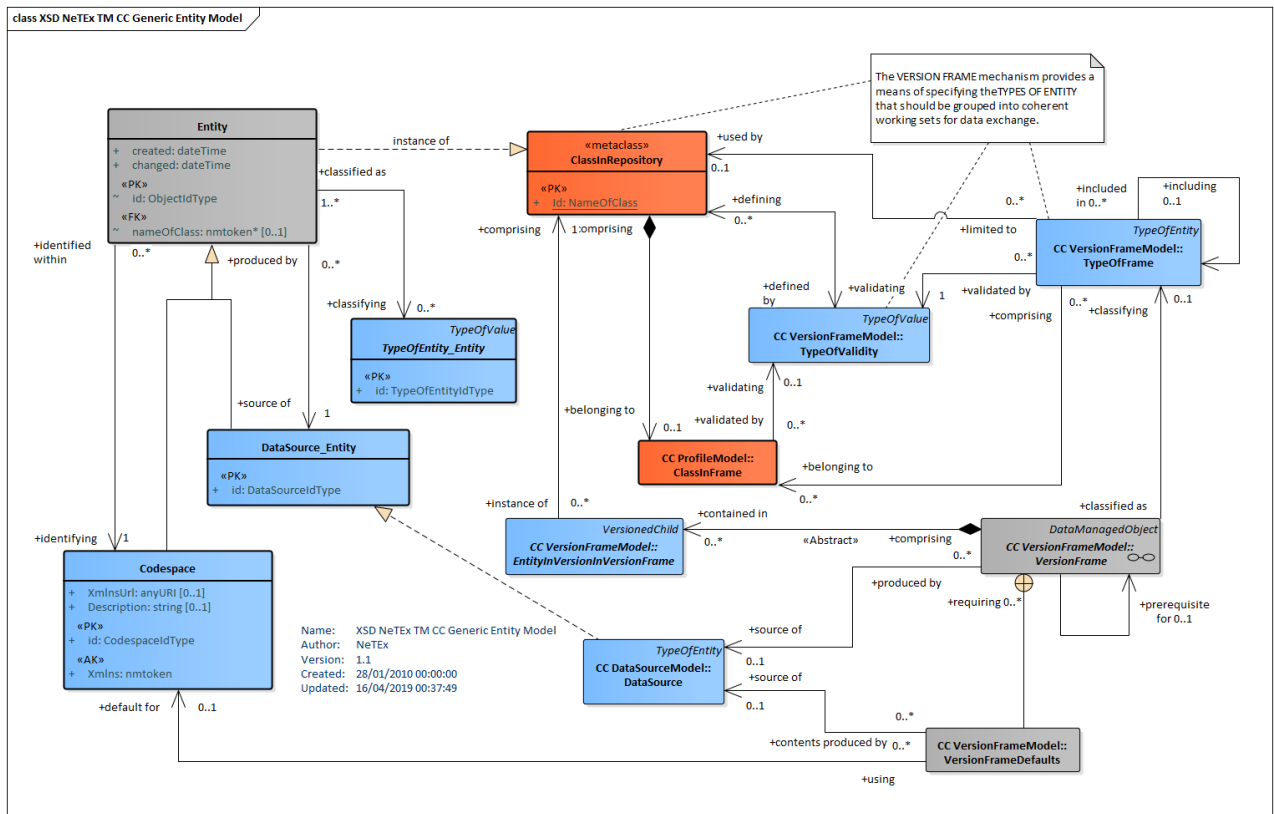 class XSD NeTEx TM CC Generic Entity Model
The VERSION FRAME mechanism provides a
means of specifying theTYPES OF ENTITY
that should be grouped into coherent
working sets for data exchange.
Entity
+ created: dateTime
+ changed: dateTime
«PK»
~ id: ObjectIdType
«FK»
~ nameOfClass: nmtoken* [0..1]
instance of
«metaclass»
ClassInRepository
«PK»
+ Id: NameOfClass
+used by
0..1
+classified as
1..*
+defining
0..*
0..*
+limited to
0..*
+included
in 0..*
+including
0..1
TypeOfEntity
CC VersionFrameModel::
TypeOfFrame
+identified
within
0..*
+produced by
0..*
+comprising
1
:omprising
+classifying
0..*
+defined
by
+validating
1
+validated by
+comprising
0..*
+classifying
0..1
TypeOfValue
TypeOfEntity_Entity
«PK»
+ id: TypeOfEntityIdType
TypeOfValue
CC VersionFrameModel::
TypeOfValidity
+validating
0..1
+source of
1
+belonging to
0..1
+validated by
0..*
DataSource_Entity
«PK»
+ id: DataSourceIdType
CC ProfileModel::
ClassInFrame
+belonging to
0..*
+instance of
0..*
+contained in
0..*
«Abstract»
+comprising
0..*
+classified as
VersionedChild
CC VersionFrameModel::
EntityInVersionInVersionFrame
DataManagedObject
CC VersionFrameModel::
VersionFrame
+identifying
1
Codespace
+ XmlnsUrl: anyURI [0..1]
+ Description: string [0..1]
«PK»
+ id: CodespaceIdType
«AK»
+ Xmlns: nmtoken
+produced by
+requiring 0..*
+prerequisite
for 0..1
Name: XSD NeTEx TM CC Generic Entity Model
Author: NeTEx
Version: 1.1
Created: 28/01/2010 00:00:00
Updated: 16/04/2019 00:37:49
TypeOfEntity
CC DataSourceModel::
DataSource
+source of
0..1
+source of
0..1
+default for
0..1
0..*
+contents produced by
0..*
CC VersionFrameModel::
VersionFrameDefaults
+using